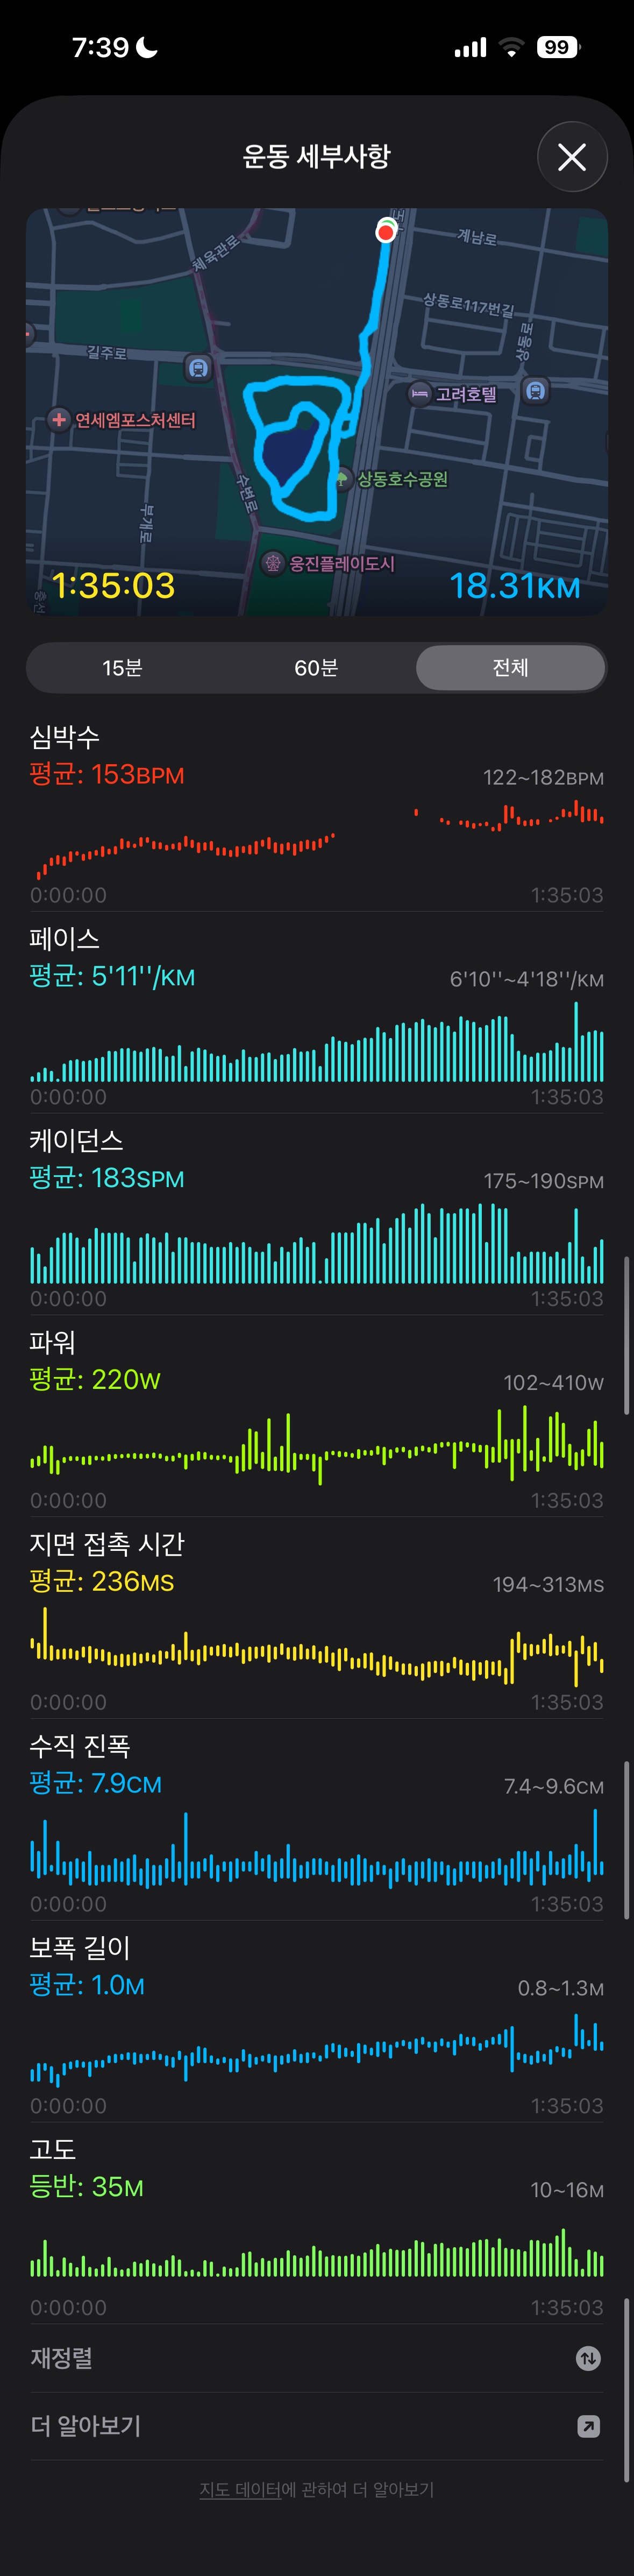 7:39
99
운동 세부사항
체육관로
계남로
상동로117번길
상동로
길주로
고려호텔
연세엠포스처센터
상동호수공원
수변로
부개로
웅진플레이도시
1:35:03
18.31KM
15분
60분
전체
심박수
평균: 153BPM
122~182BPM
0:00:00
1:35:03
페이스
평균: 5'11''/KM
6'10''~4'18''/KM
0:00:00
1:35:03
케이던스
평균: 183SPM
175~190SPM
0:00:00
1:35:03
파워
평균: 220W
102~410W
0:00:00
1:35:03
지면 접촉 시간
평균: 236MS
194~313MS
0:00:00
1:35:03
수직 진폭
평균: 7.9CM
7.4~9.6CM
0:00:00
1:35:03
보폭 길이
평균: 1.0M
0.8~1.3M
0:00:00
1:35:03
고도
등반: 35M
10~16M
0:00:00
1:35:03
재정렬
더 알아보기
지도 데이터에 관하여 더 알아보기